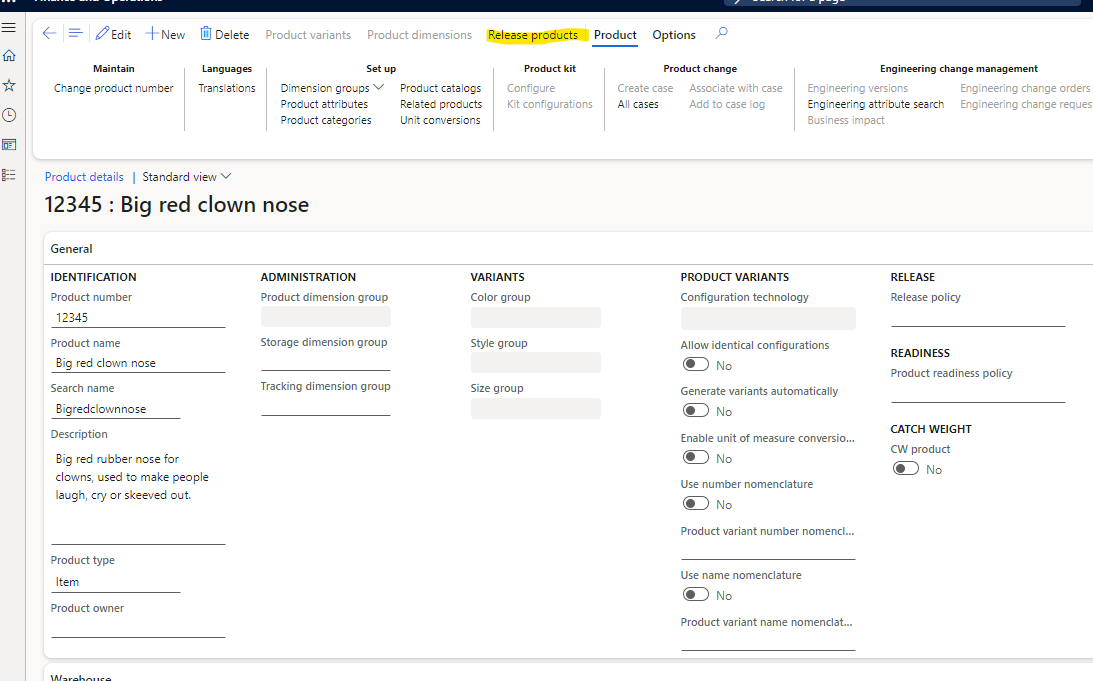 Finance and Operations
Search for a page
Edit
New
Delete
Product variants
Product dimensions
Release products
Product
Options
Maintain
Change product number
Languages
Translations
Set up
Dimension groups
Product catalogs
Product attributes
Related products
Product categories
Unit conversions
Product kit
Configure
Kit configurations
Product change
Create case
Associate with case
All cases
Add to case log
Engineering change management
Engineering versions
Engineering change orders
Engineering attribute search
Engineering change reques
Business impact
Product details | Standard view
12345 : Big red clown nose
General
IDENTIFICATION
Product number
12345
Product name
Big red clown nose
Search name
Bigredclownnose
Description
Big red rubber nose for
clowns, used to make people
laugh, cry or skeeved out.
Product type
Item
Product owner
ADMINISTRATION
Product dimension group
Storage dimension group
Tracking dimension group
VARIANTS
Color group
Style group
Size group
PRODUCT VARIANTS
Configuration technology
Allow identical configurations
No
Generate variants automatically
No
Enable unit of measure conversio...
No
Use number nomenclature
No
Product variant number nomencl...
Use name nomenclature
No
Product variant name nomenclat...
RELEASE
Release policy
READINESS
Product readiness policy
CATCH WEIGHT
CW product
No
Warehouse